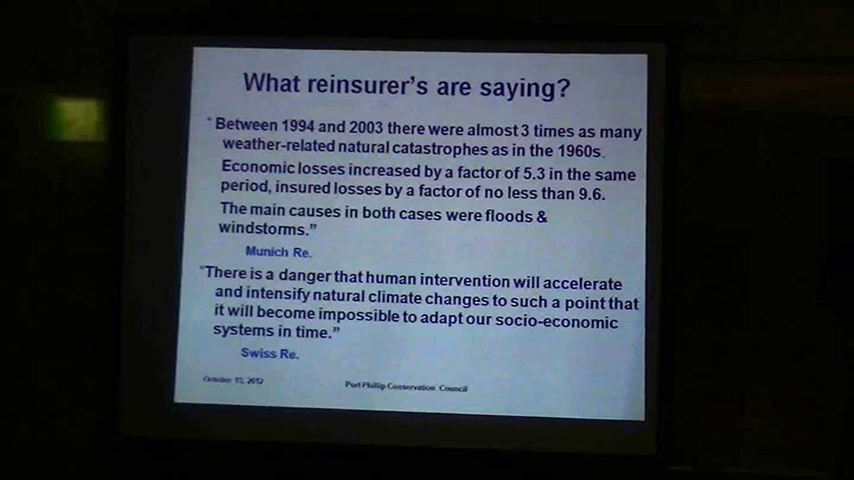 What reinsurer's are saying?
"Between 1994 and 2003 there were almost 3 times as many
weather-related natural catastrophes as in the 1960s.
Economic losses increased by a factor of 5.3 in the same
period, insured losses by a factor of no less than 9.6.
The main causes in both cases were floods &
windstorms."
Munich Re.
"There is a danger that human intervention will accelerate
and intensify natural climate changes to such a point that
it will become impossible to adapt our socio-economic
systems in time."
Swiss Re.
October 15, 2012
Port Phillip Conservation Council